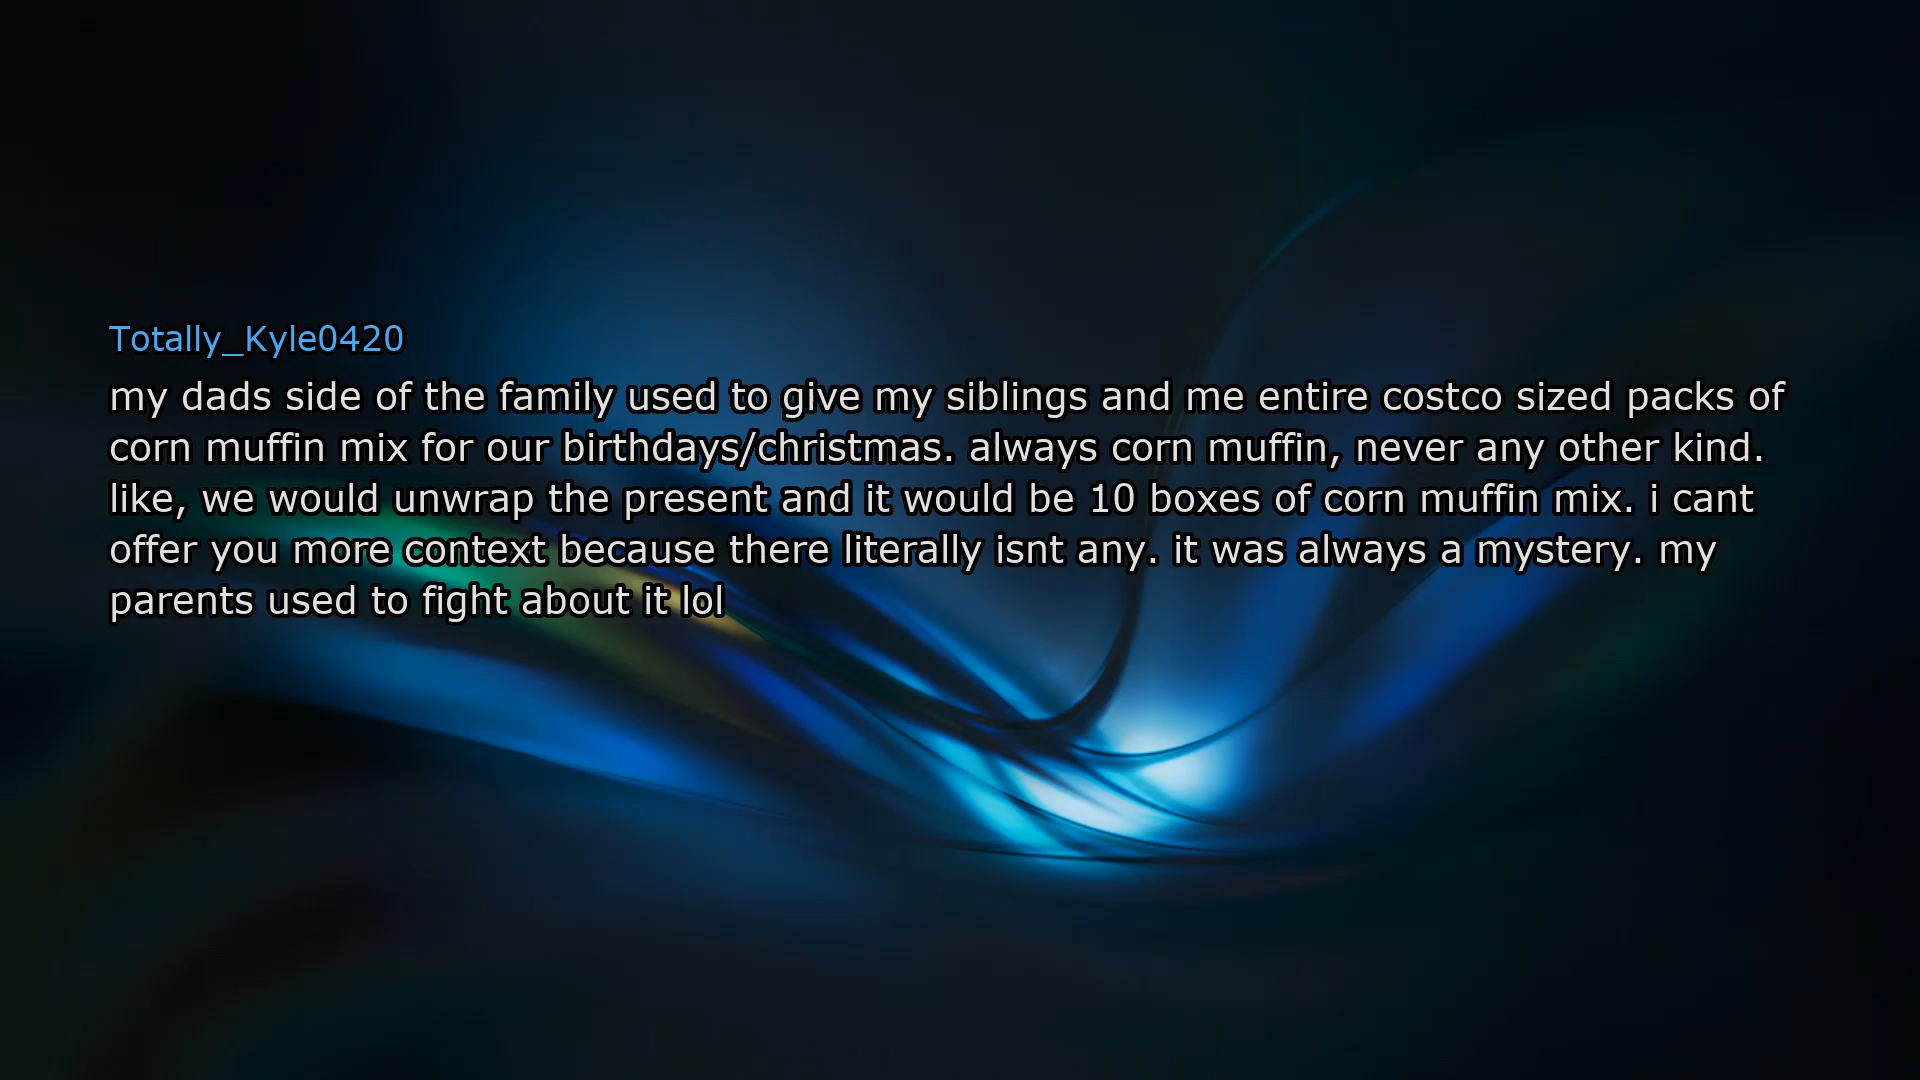 Totally_Kyle0420
my dads side of the family used to give my siblings and me entire costco sized packs of
corn muffin mix for our birthdays/christmas. always corn muffin, never any other kind.
like, we would unwrap the present and it would be 10 boxes of corn muffin mix. i cant
offer you more context because there literally isnt any. it was always a mystery. my
parents used to fight about it lol